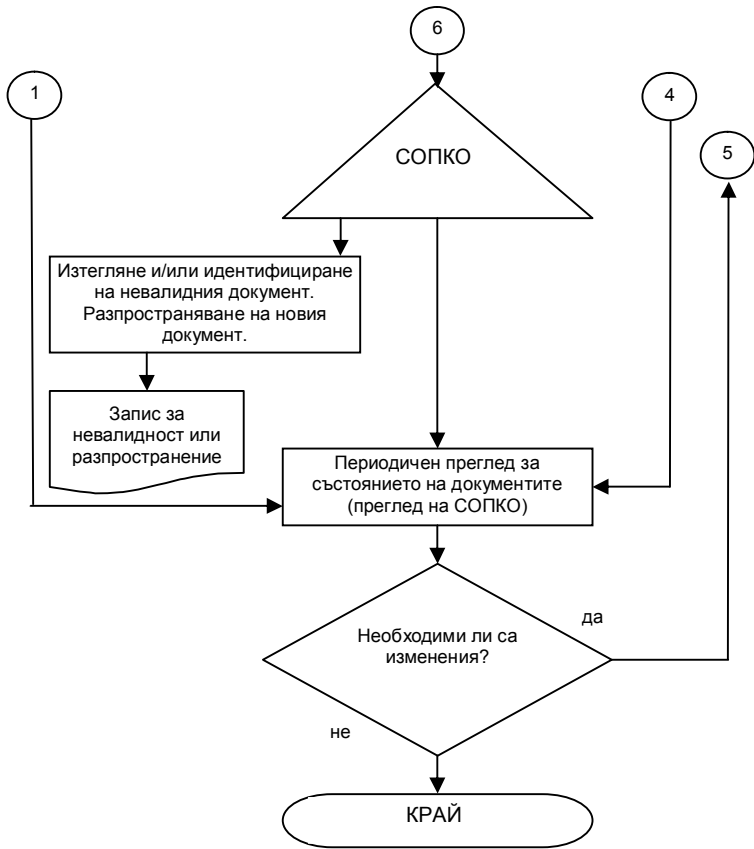 6
1
4
5
СОПКО
Изтегляне и/или идентифициране
на невалидния документ.
Разпространяване на новия
документ.
Запис за
невалидност или
разпространение
Периодичен преглед за
състоянието на документите
(преглед на СОПКО)
да
Необходими ли са
изменения?
не
КРАЙ